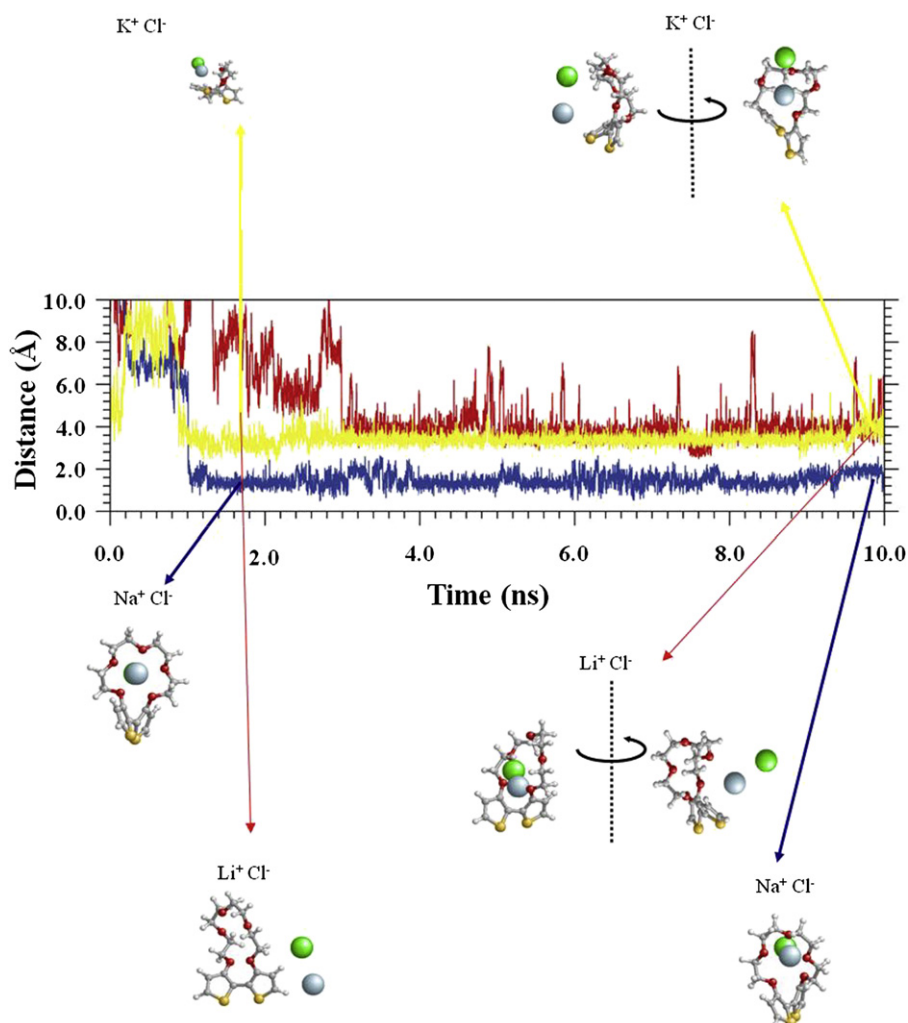 K⁺ Cl⁻ K⁺ Cl⁻
10.0
8.0
6.0
4.0
2.0
0.0
Distance (Å)
0.0 2.0 4.0 6.0 8.0 10.0
Time (ns)
Na⁺ Cl⁻
Li⁺ Cl⁻
Li⁺ Cl⁻
Na⁺ Cl⁻